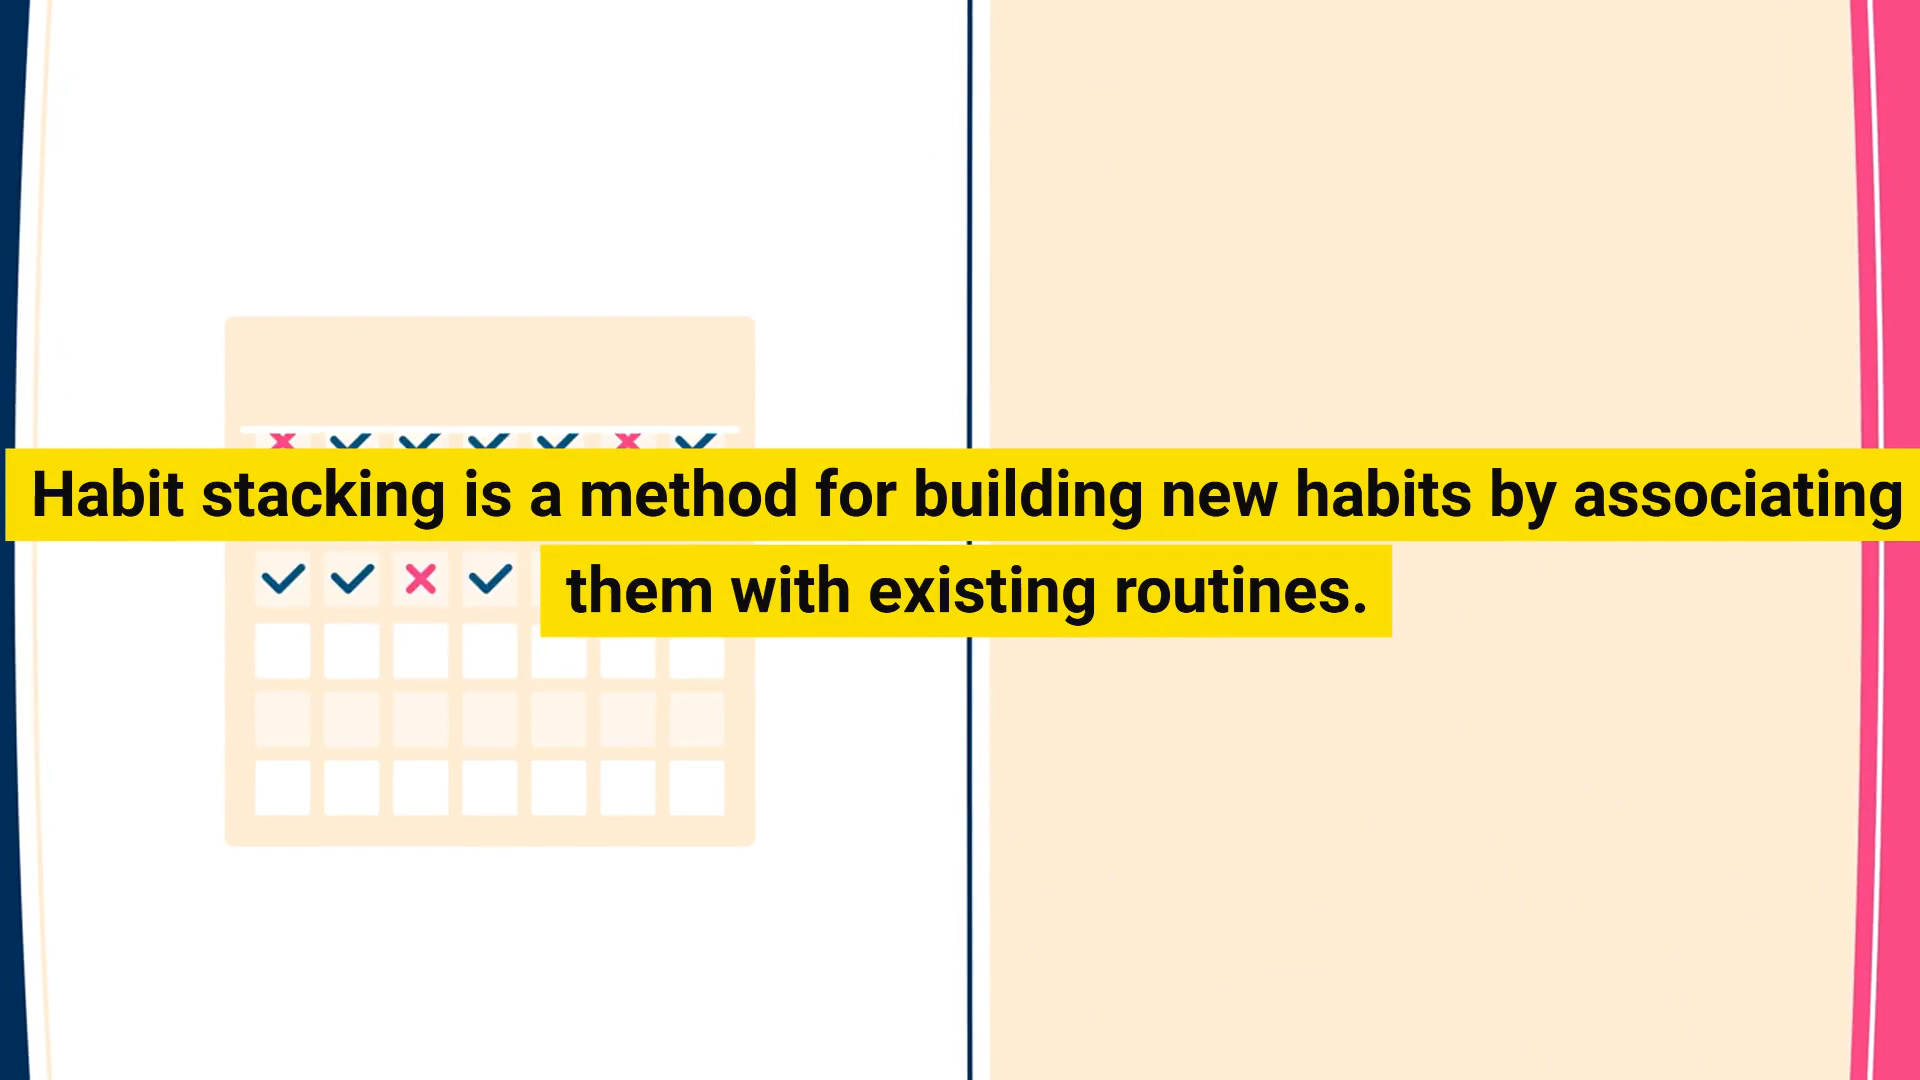 Habit stacking is a method for building new habits by associating
them with existing routines.